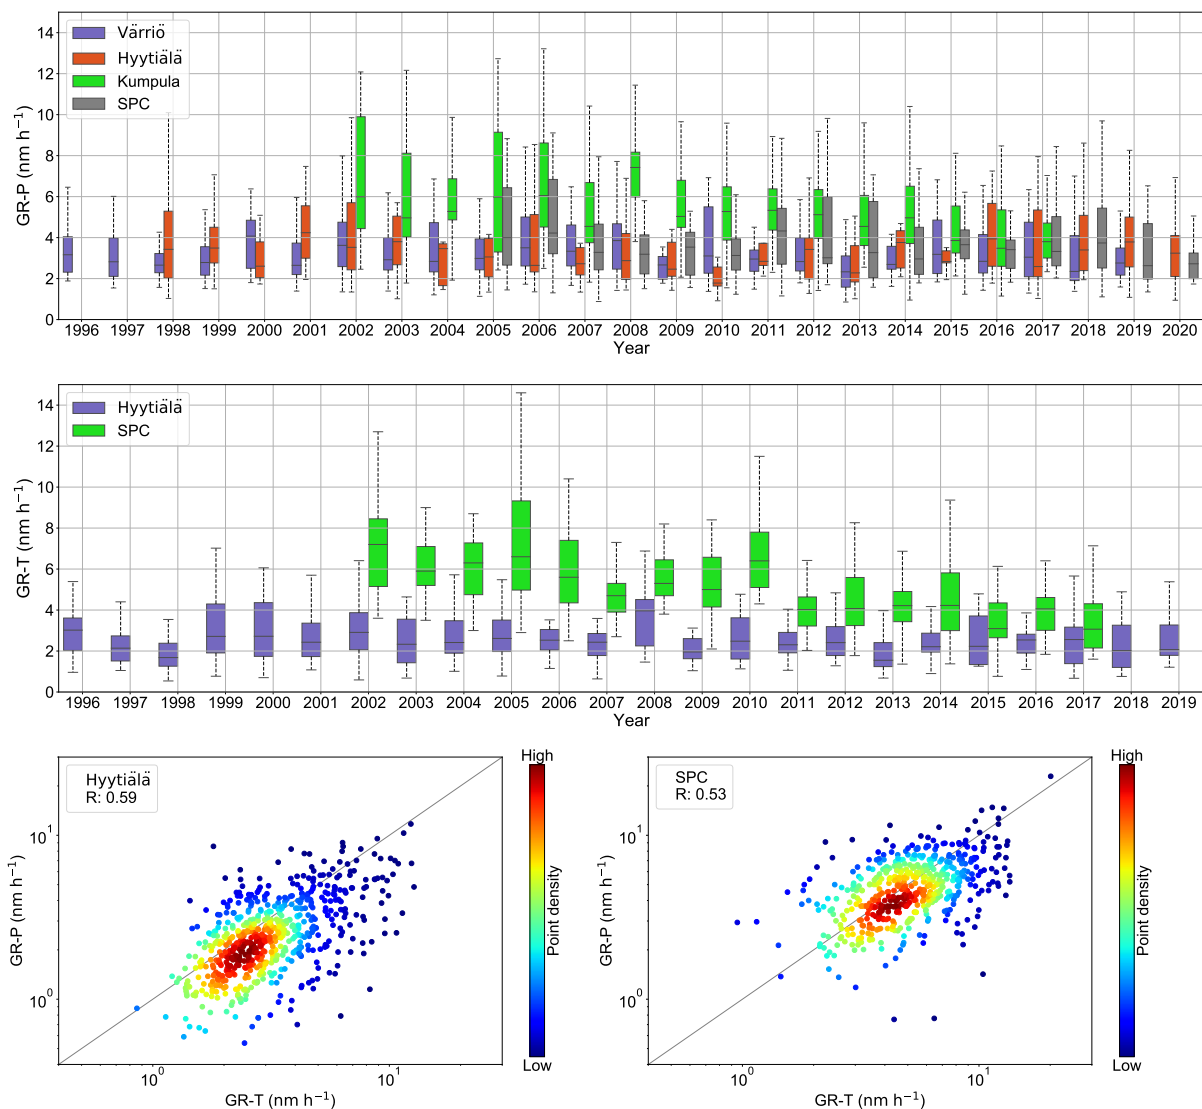 14
12
10
8
6
4
2
0
GR-P (nm h⁻¹)
Värriö
Hyytiälä
Kumpula
SPC
1996 1997 1998 1999 2000 2001 2002 2003 2004 2005 2006 2007 2008 2009 2010 2011 2012 2013 2014 2015 2016 2017 2018 2019 2020
Year
14
12
10
8
6
4
2
0
GR-T (nm h⁻¹)
Hyytiälä
SPC
1996 1997 1998 1999 2000 2001 2002 2003 2004 2005 2006 2007 2008 2009 2010 2011 2012 2013 2014 2015 2016 2017 2018 2019
Year
Hyytiälä
R: 0.59
10¹
10⁰
GR-P (nm h⁻¹)
10⁰ 10¹
GR-T (nm h⁻¹)
High
Point density
Low
SPC
R: 0.53
10¹
10⁰
GR-P (nm h⁻¹)
10⁰ 10¹
GR-T (nm h⁻¹)
High
Point density
Low